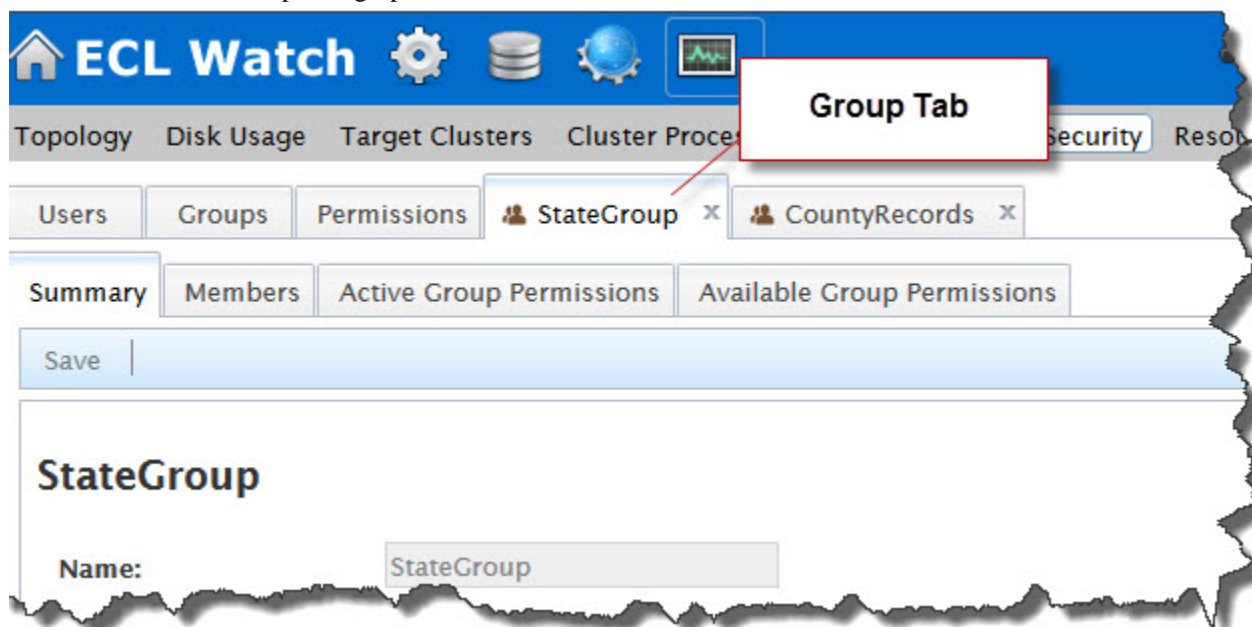 ECL Watch
Group Tab
Topology Disk Usage Target Clusters Cluster Security
Users Groups Permissions StateGroup x CountyRecords x
Summary Members Active Group Permissions Available Group Permissions
Save
StateGroup
Name: StateGroup